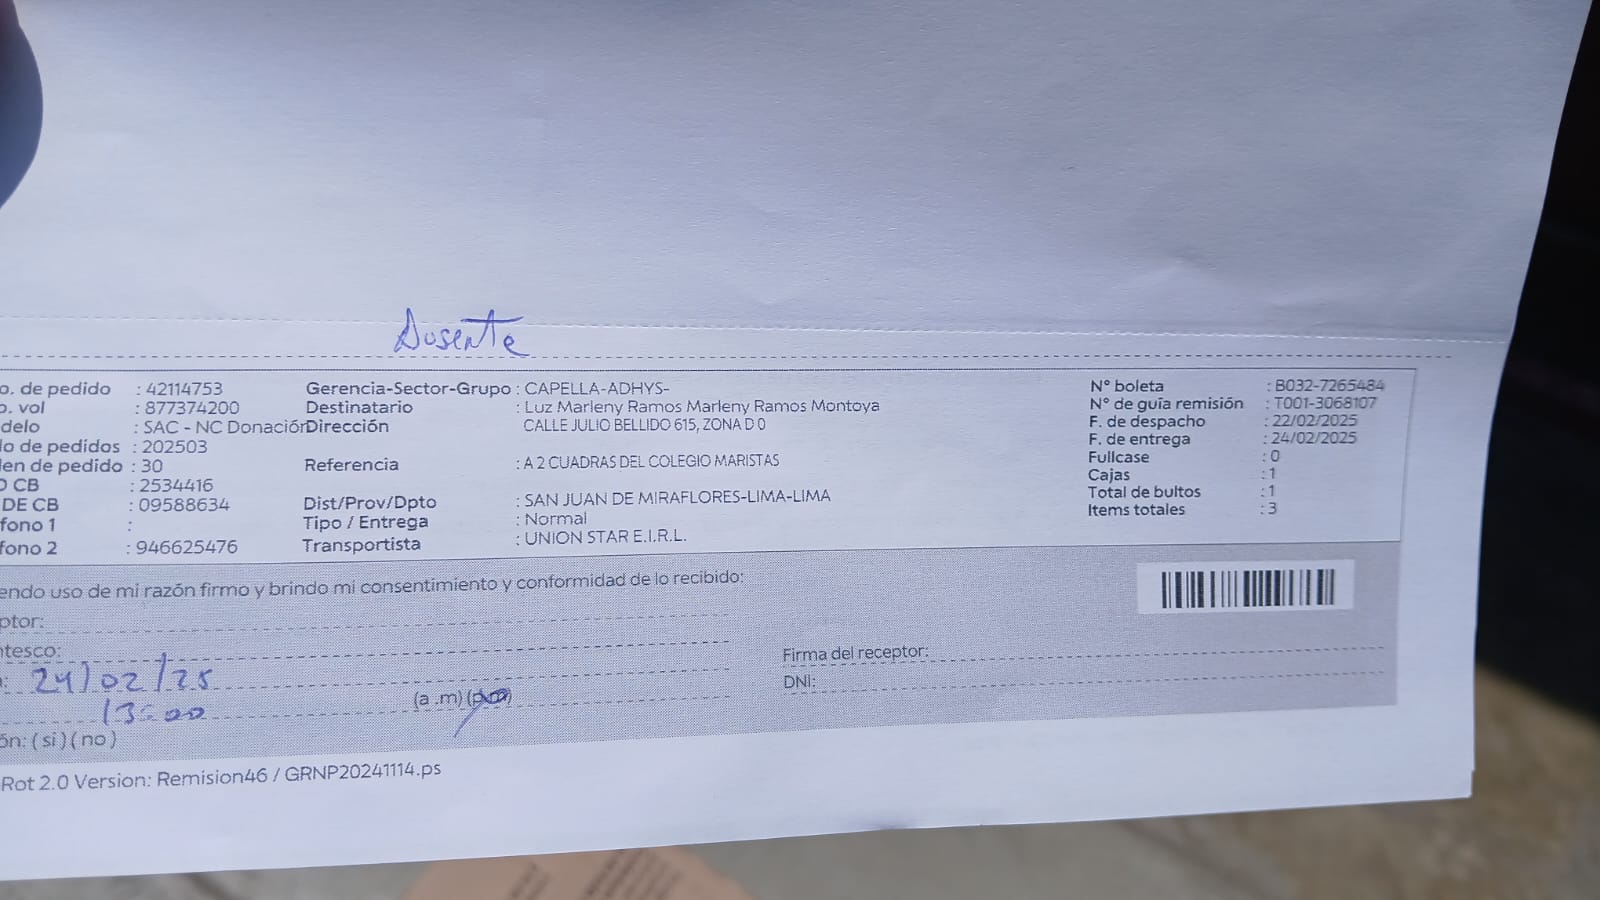 Ausente
o. de pedido : 42114753 Gerencia-Sector-Grupo : CAPELLA-ADHYS- N° boleta : B032-7265484
o. vol : 877374200 Destinatario : Luz Marleny Ramos Marleny Ramos Montoya N° de guía remisión : T001-3068107
delo : SAC - NC Donación Dirección CALLE JULIO BELLIDO 615, ZONA D 0 F. de despacho : 22/02/2025
lo de pedidos : 202503 F. de entrega : 24/02/2025
en de pedido : 30 Referencia : A 2 CUADRAS DEL COLEGIO MARISTAS Fullcase : 0
O CB : 2534416 Cajas : 1
DE CB : 09588634 Dist/Prov/Dpto : SAN JUAN DE MIRAFLORES-LIMA-LIMA Total de bultos : 1
fono 1 : Tipo / Entrega : Normal Items totales : 3
fono 2 : 946625476 Transportista : UNION STAR E.I.R.L.
endo uso de mi razón firmo y brindo mi consentimiento y conformidad de lo recibido:
ptor:
ntesco: Firma del receptor:
: 24/02/25 DNI:
13:00 (a .m) (p.m)
ón: ( si ) ( no )
Rot 2.0 Version: Remision46 / GRNP20241114.ps